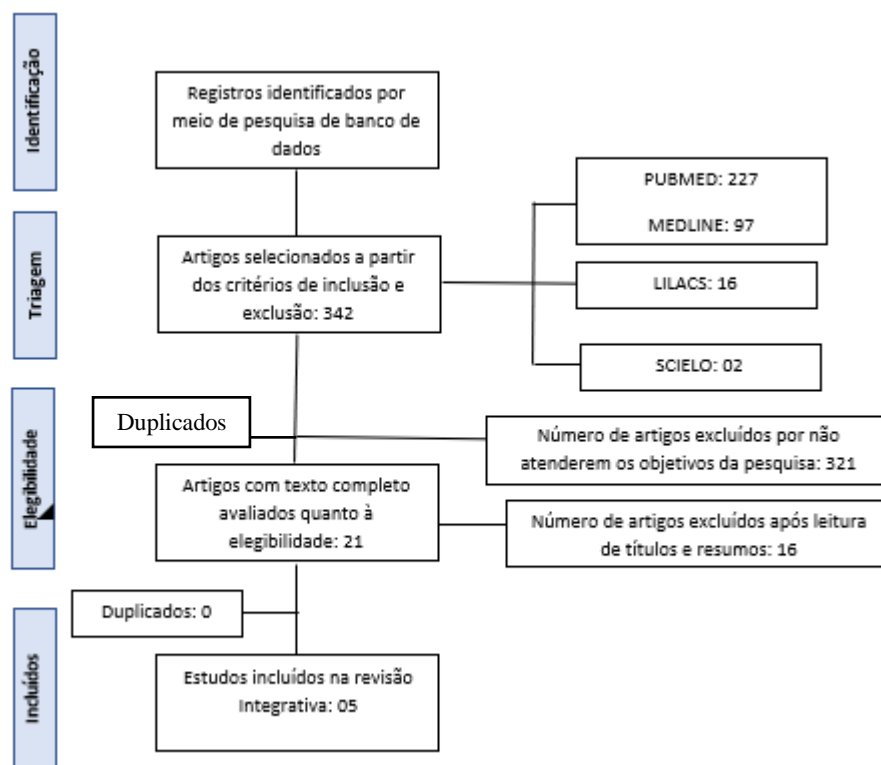 Identificação
Registros identificados por
meio de pesquisa de banco de
dados
PUBMED: 227
MEDLINE: 97
Triagem
Artigos selecionados a partir
dos critérios de inclusão e
exclusão: 342
LILACS: 16
SCIELO: 02
Elegibilidade
Duplicados
Número de artigos excluídos por não
atenderem os objetivos da pesquisa: 321
Artigos com texto completo
avaliados quanto à
elegibilidade: 21
Número de artigos excluídos após leitura
de títulos e resumos: 16
Incluídos
Duplicados: 0
Estudos incluídos na revisão
Integrativa: 05